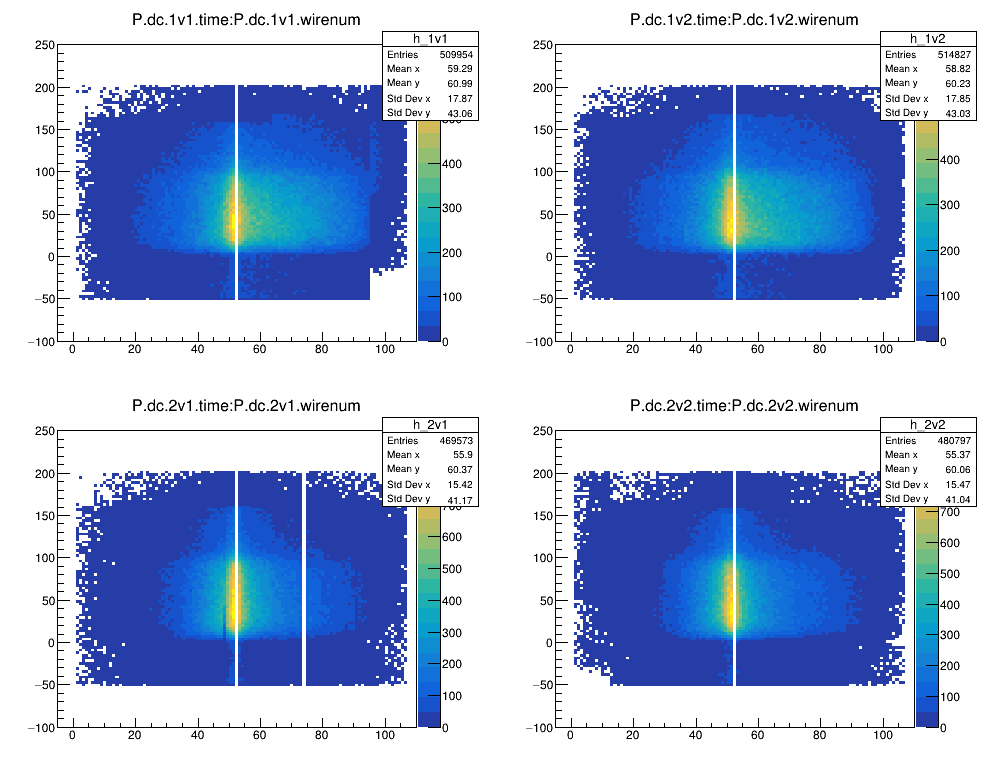 P.dc.1v1.time:P.dc.1v1.wirenum
h_1v1
Entries 509954
Mean x 59.29
Mean y 60.99
Std Dev x 17.87
Std Dev y 43.06
250
200
150
100
50
0
−50
−100
0 20 40 60 80 100
400
300
200
100
0
P.dc.1v2.time:P.dc.1v2.wirenum
h_1v2
Entries 514827
Mean x 58.82
Mean y 60.23
Std Dev x 17.85
Std Dev y 43.03
250
200
150
100
50
0
−50
−100
0 20 40 60 80 100
400
300
200
100
0
P.dc.2v1.time:P.dc.2v1.wirenum
h_2v1
Entries 469573
Mean x 55.9
Mean y 60.37
Std Dev x 15.42
Std Dev y 41.17
250
200
150
100
50
0
−50
−100
0 20 40 60 80 100
600
500
400
300
200
100
0
P.dc.2v2.time:P.dc.2v2.wirenum
h_2v2
Entries 480797
Mean x 55.37
Mean y 60.06
Std Dev x 15.47
Std Dev y 41.04
250
200
150
100
50
0
−50
−100
0 20 40 60 80 100
700
600
500
400
300
200
100
0